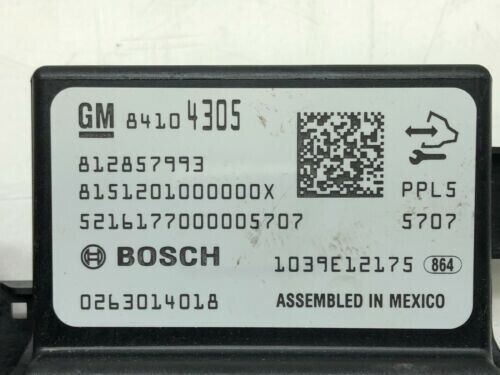 GM 84104305
812857993
8151201000000X
PPL5
5216177000005707
5707
BOSCH
1039E12175 864
0263014018
ASSEMBLED IN MEXICO